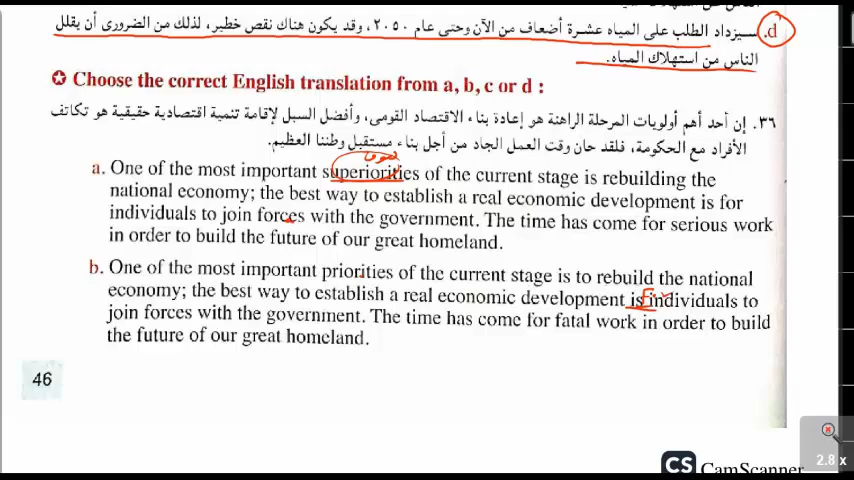 d. سيزداد الطلب على المياه عشرة أضعاف من الآن وحتى عام ٢٠٥٠، وقد يكون هناك نقص خطير، لذلك من الضرورى أن يقلل
الناس من استهلاك المياه.
✪ Choose the correct English translation from a, b, c or d :
٣٦. إن أحد أهم أولويات المرحلة الراهنة هو إعادة بناء الاقتصاد القومى، وأفضل السبل لإقامة تنمية اقتصادية حقيقية هو تكاتف
الأفراد مع الحكومة، فلقد حان وقت العمل الجاد من أجل بناء مستقبل وطننا العظيم.
a. One of the most important superiorities of the current stage is rebuilding the
national economy; the best way to establish a real economic development is for
individuals to join forces with the government. The time has come for serious work
in order to build the future of our great homeland.
b. One of the most important priorities of the current stage is to rebuild the national
economy; the best way to establish a real economic development is individuals to
join forces with the government. The time has come for fatal work in order to build
the future of our great homeland.
46
2.8 x
CS CamScanner